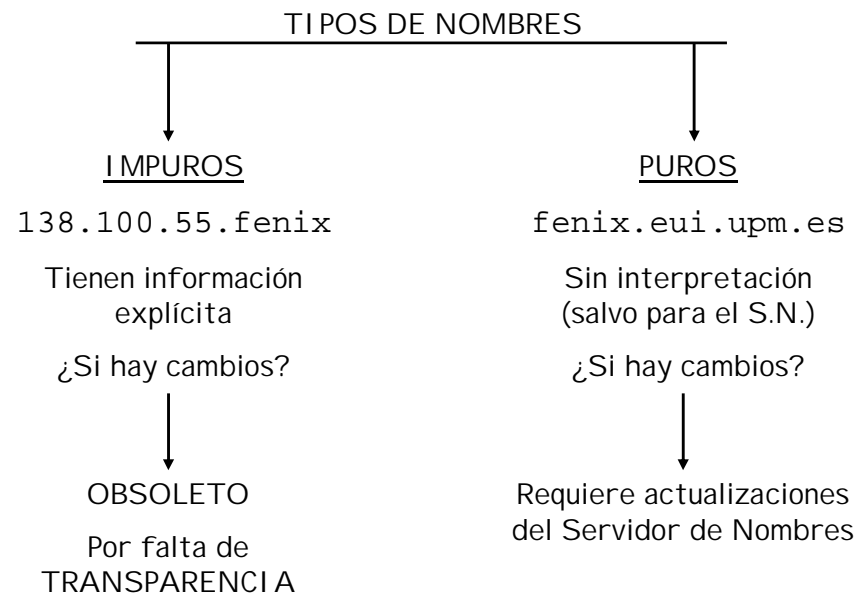 TIPOS DE NOMBRES
IMPUROS
138.100.55.fenix
Tienen información
explícita
¿Si hay cambios?
OBSOLETO
Por falta de
TRANSPARENCIA
PUROS
fenix.eui.upm.es
Sin interpretación
(salvo para el S.N.)
¿Si hay cambios?
Requiere actualizaciones
del Servidor de Nombres